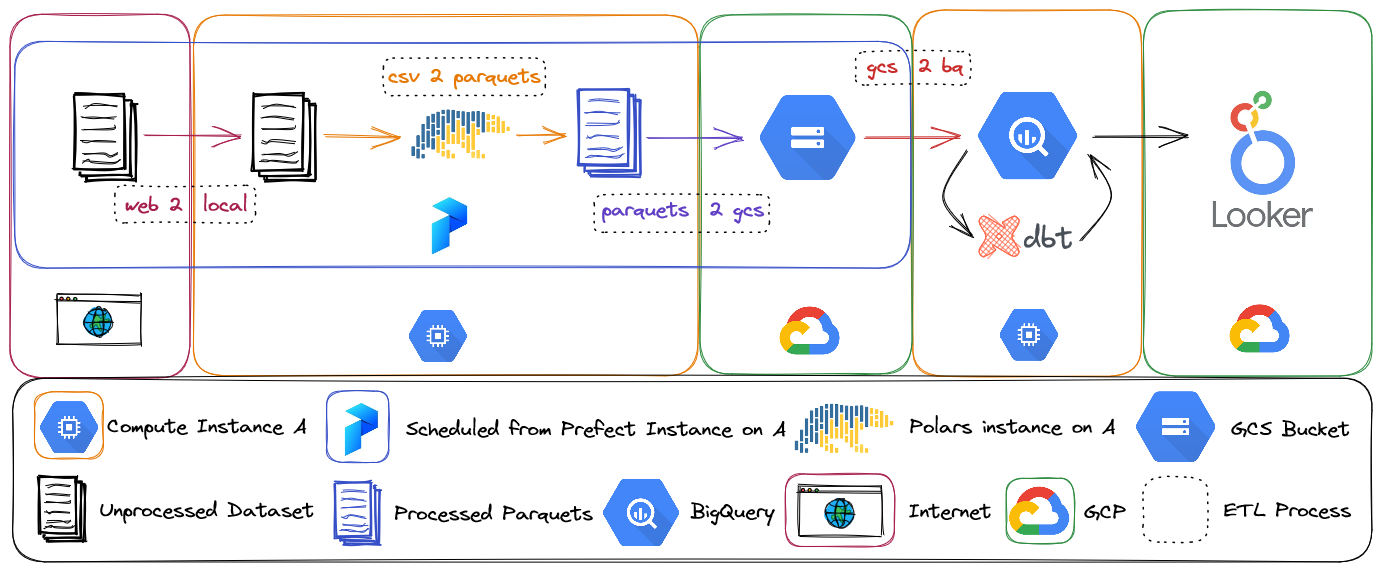 csv 2 parquets
gcs 2 bq
web 2 local
parquets 2 gcs
dbt
Looker
Compute Instance A
Scheduled from Prefect Instance on A
Polars instance on A
GCS Bucket
Unprocessed Dataset
Processed Parquets
BigQuery
Internet
GCP
ETL Process